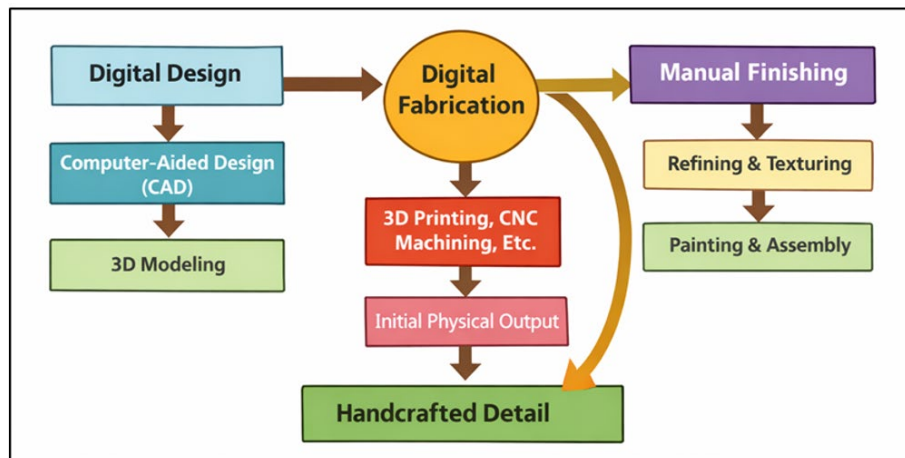 Digital Design
Computer-Aided Design
(CAD)
3D Modeling
Digital
Fabrication
3D Printing, CNC
Machining, Etc.
Initial Physical Output
Handcrafted Detail
Manual Finishing
Refining & Texturing
Painting & Assembly